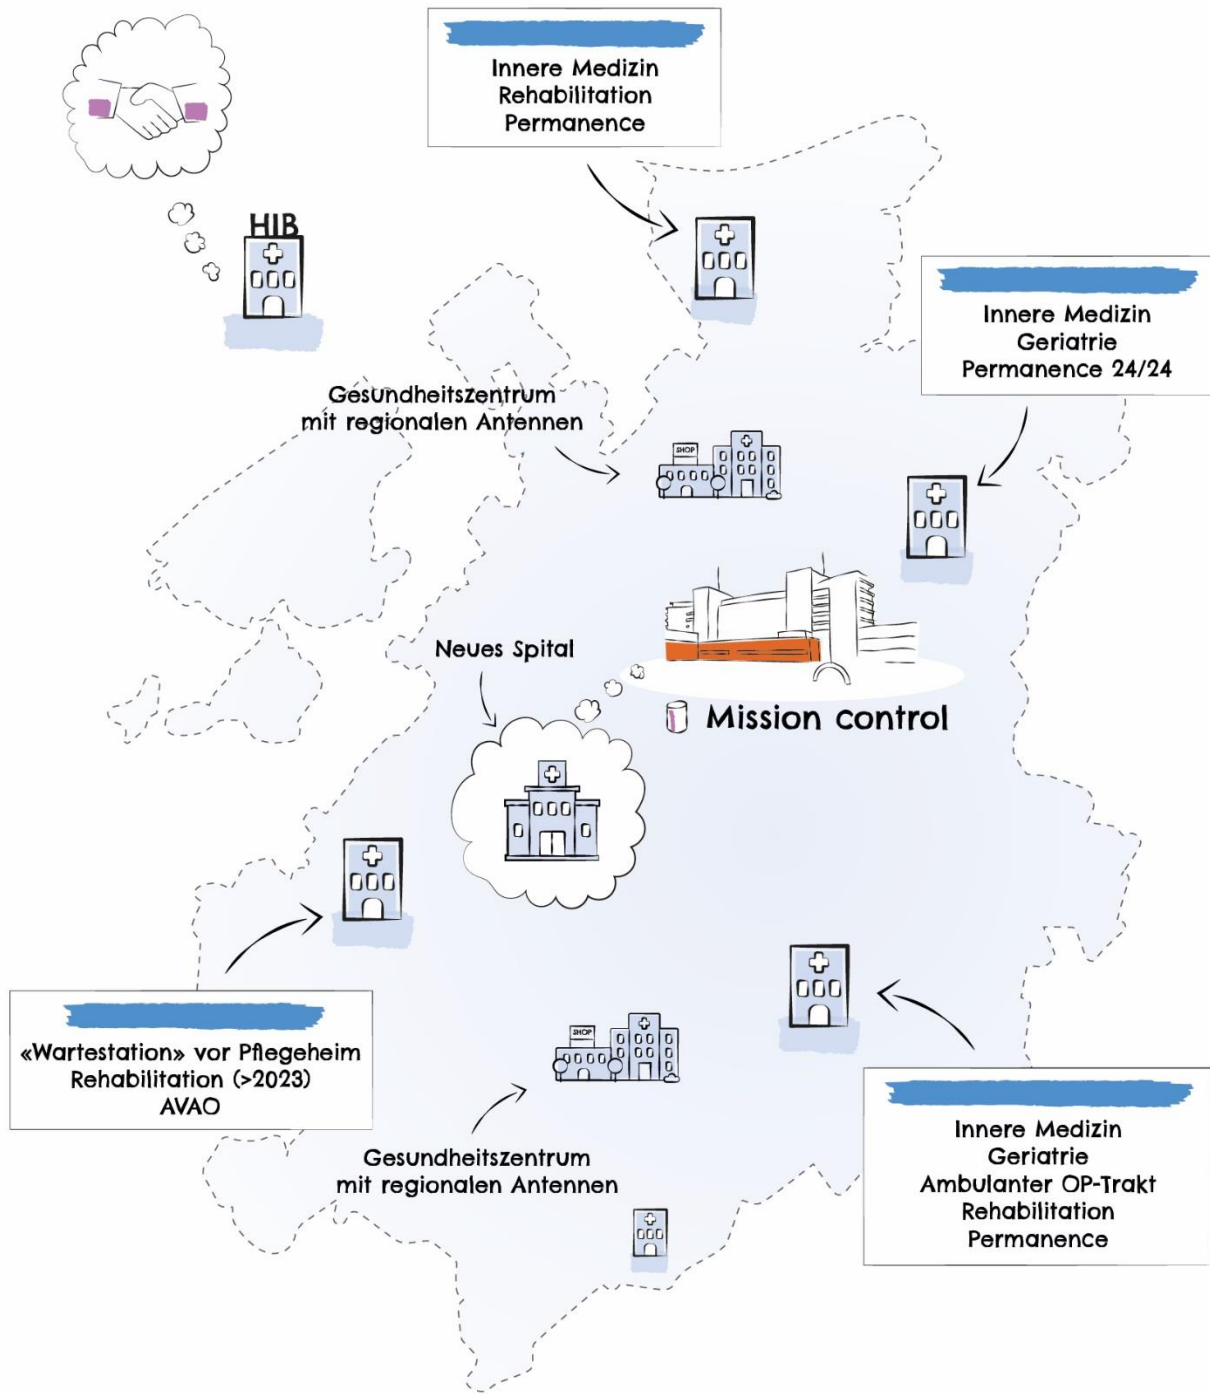 Innere Medizin
Rehabilitation
Permanence
HIB
Innere Medizin
Geriatrie
Permanence 24/24
Gesundheitszentrum
mit regionalen Antennen
SHOP
Neues Spital
Mission control
«Wartestation» vor Pflegeheim
Rehabilitation (>2023)
AVAO
SHOP
Gesundheitszentrum
mit regionalen Antennen
Innere Medizin
Geriatrie
Ambulanter OP-Trakt
Rehabilitation
Permanence